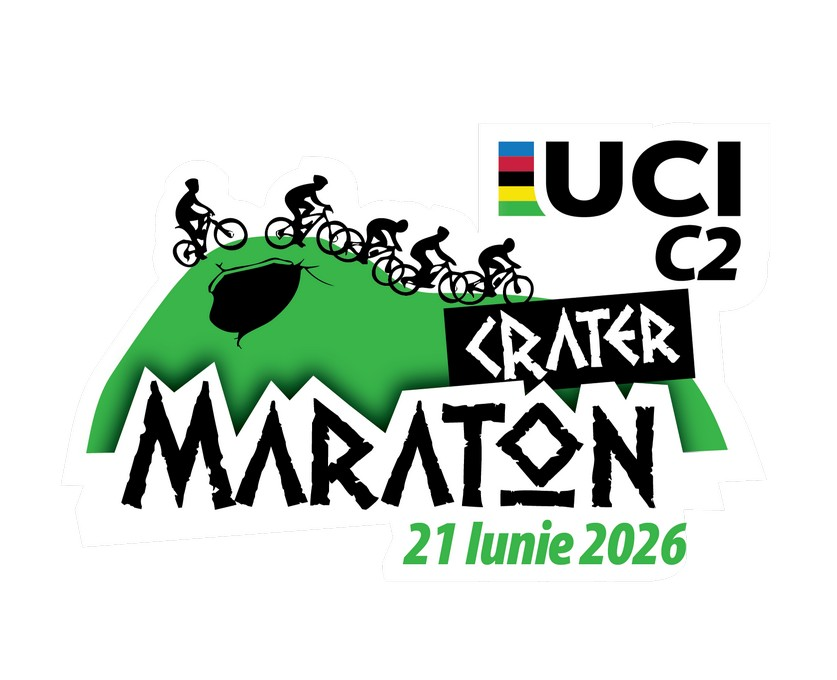 UCI
C2
CRATER
MARATON
21 Iunie 2026